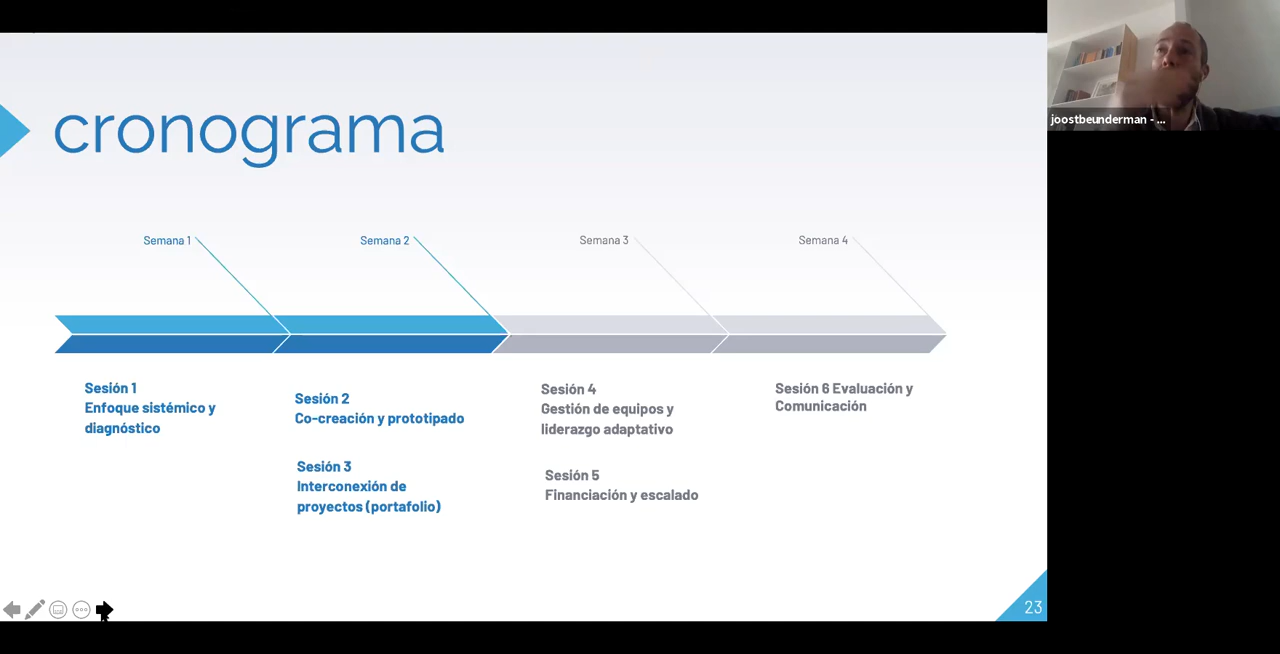 cronograma
Semana 1
Semana 2
Semana 3
Semana 4
Sesión 1
Enfoque sistémico y
diagnóstico
Sesión 2
Co-creación y prototipado
Sesión 3
Interconexión de
proyectos (portafolio)
Sesión 4
Gestión de equipos y
liderazgo adaptativo
Sesión 5
Financiación y escalado
Sesión 6 Evaluación y
Comunicación
23
joostbeunderman - ...